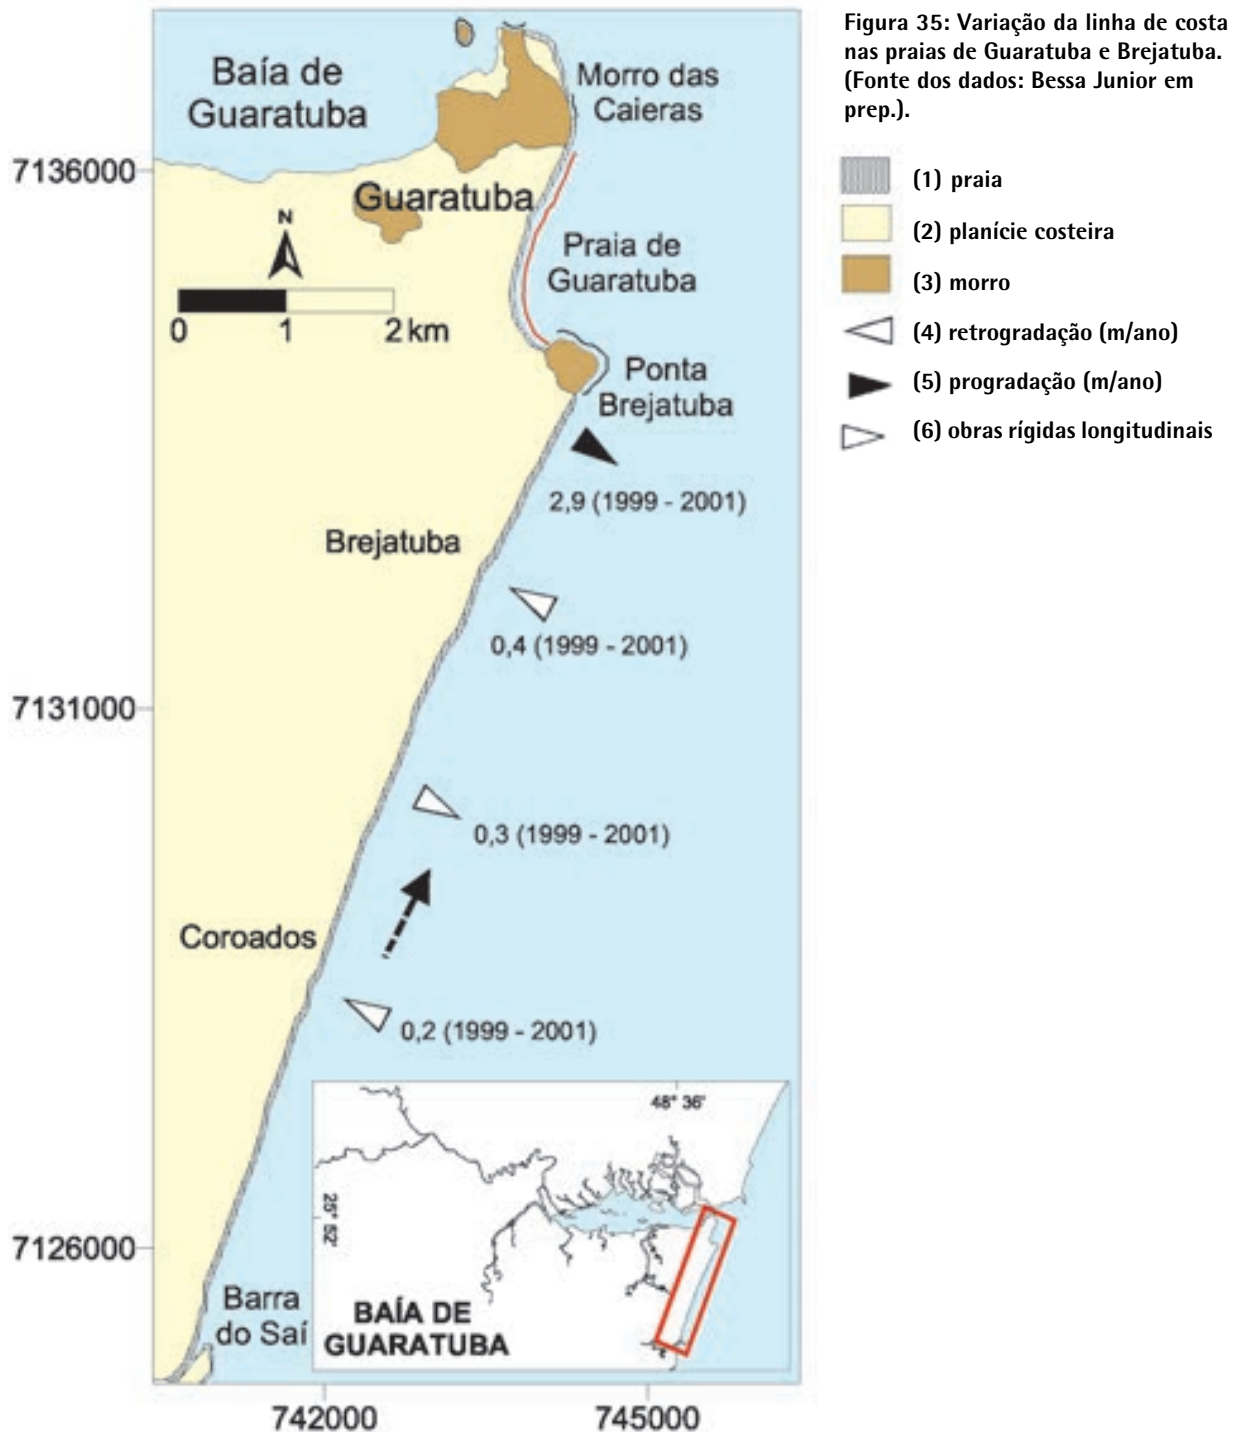 Figura 35: Variação da linha de costa
nas praias de Guaratuba e Brejatuba.
(Fonte dos dados: Bessa Junior em
prep.).
(1) praia
(2) planície costeira
(3) morro
(4) retrogradação (m/ano)
(5) progradação (m/ano)
(6) obras rígidas longitudinais
Baía de
Guaratuba
Morro das
Caieras
7136000
Guaratuba
N
Praia de
Guaratuba
0 1 2 km
Ponta
Brejatuba
2,9 (1999 - 2001)
Brejatuba
0,4 (1999 - 2001)
7131000
0,3 (1999 - 2001)
Coroados
0,2 (1999 - 2001)
48° 36'
25° 52'
7126000
Barra
do Saí
BAÍA DE
GUARATUBA
742000
745000